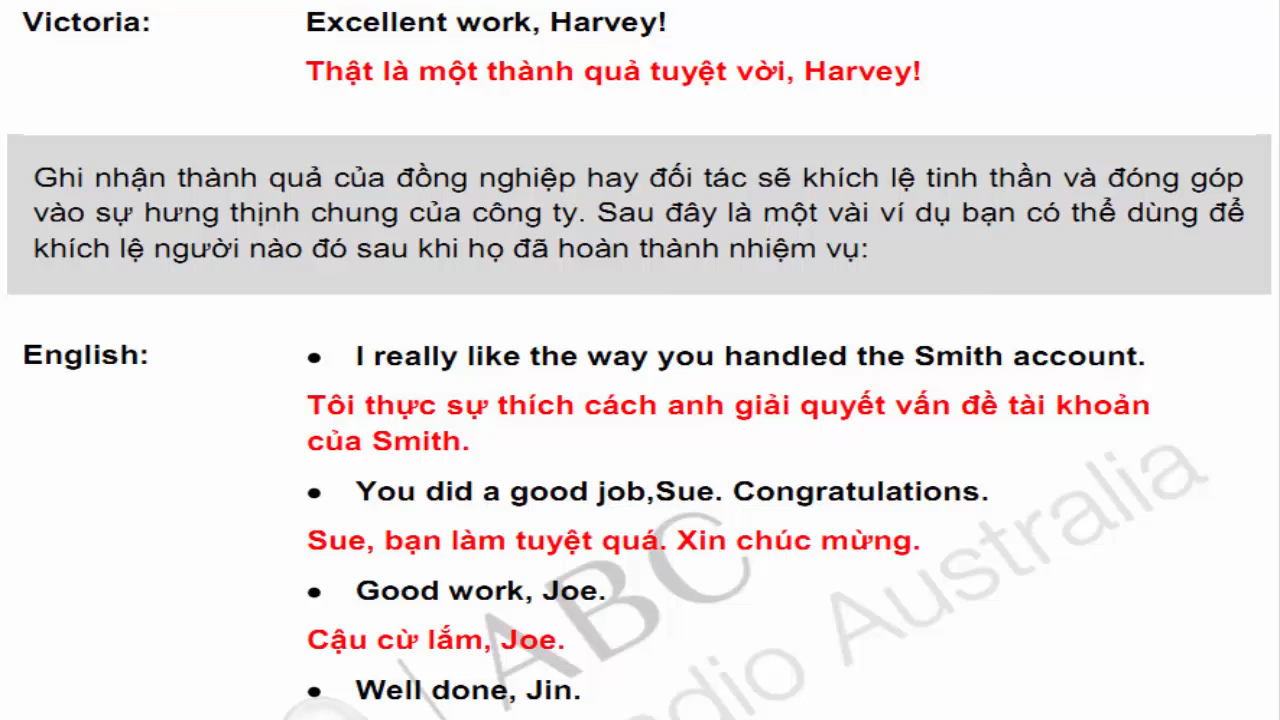 Victoria: Excellent work, Harvey!
Thật là một thành quả tuyệt vời, Harvey!
Ghi nhận thành quả của đồng nghiệp hay đối tác sẽ khích lệ tinh thần và đóng góp
vào sự hưng thịnh chung của công ty. Sau đây là một vài ví dụ bạn có thể dùng để
khích lệ người nào đó sau khi họ đã hoàn thành nhiệm vụ:
English: • I really like the way you handled the Smith account.
Tôi thực sự thích cách anh giải quyết vấn đề tài khoản
của Smith.
• You did a good job,Sue. Congratulations.
Sue, bạn làm tuyệt quá. Xin chúc mừng.
• Good work, Joe.
Cậu cừ lắm, Joe.
• Well done, Jin.
ABC
Australia